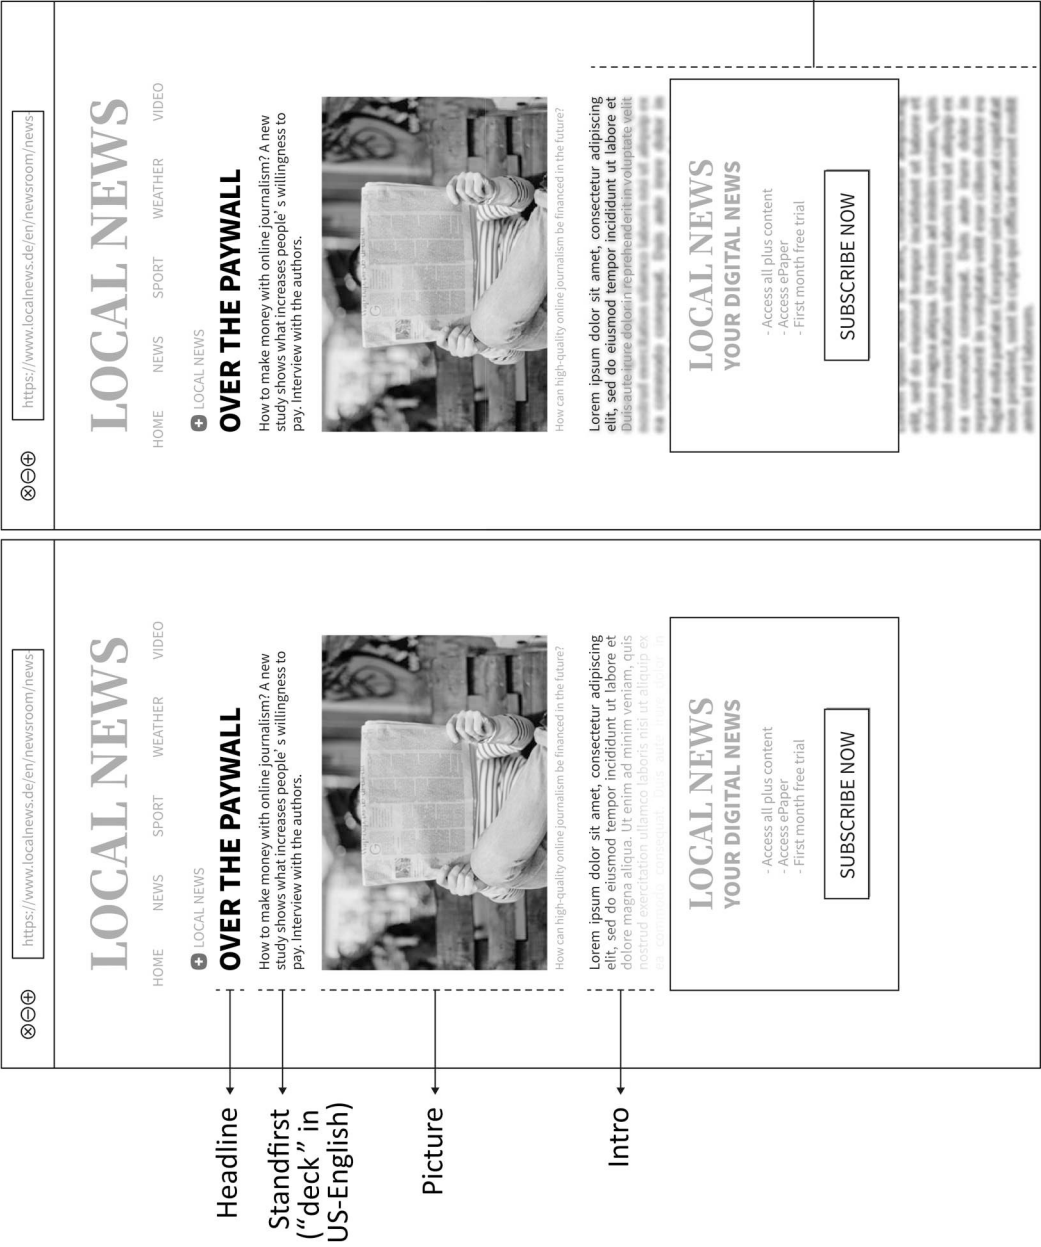 Headline
Standfirst
(“deck” in
US-English)
Picture
Intro
https://www.localnews.de/en/newsroom/news-
LOCAL NEWS
HOME NEWS SPORT WEATHER VIDEO
+ LOCAL NEWS
OVER THE PAYWALL
How to make money with online journalism? A new
study shows what increases people’ s willingness to
pay. Interview with the authors.
How can high-quality online journalism be financed in the future?
Lorem ipsum dolor sit amet, consectetur adipiscing
elit, sed do eiusmod tempor incididunt ut labore et
dolore magna aliqua. Ut enim ad minim veniam, quis
nostrud exercitation ullamco laboris nisi ut aliquip ex
LOCAL NEWS
YOUR DIGITAL NEWS
- Access all plus content
- Access ePaper
- First month free trial
SUBSCRIBE NOW
https://www.localnews.de/en/newsroom/news-
LOCAL NEWS
HOME NEWS SPORT WEATHER VIDEO
+ LOCAL NEWS
OVER THE PAYWALL
How to make money with online journalism? A new
study shows what increases people’ s willingness to
pay. Interview with the authors.
How can high-quality online journalism be financed in the future?
Lorem ipsum dolor sit amet, consectetur adipiscing
elit, sed do eiusmod tempor incididunt ut labore et
Duis aute irure dolor in reprehenderit in voluptate velit
LOCAL NEWS
YOUR DIGITAL NEWS
- Access all plus content
- Access ePaper
- First month free trial
SUBSCRIBE NOW